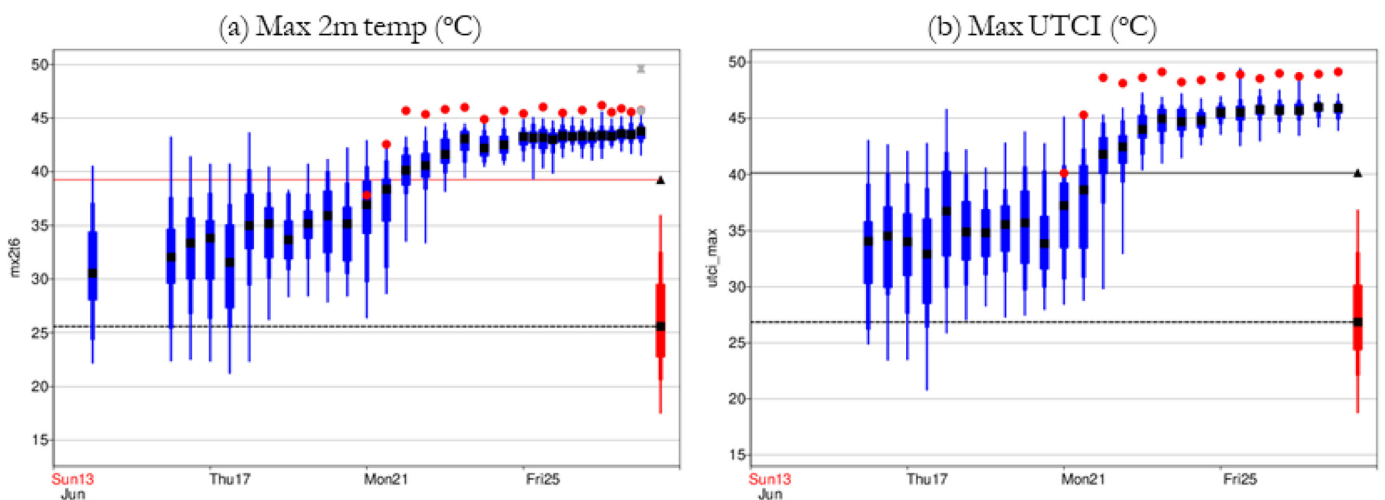 (a) Max 2m temp (°C)
50
45
40
35
30
25
20
15
mx2t6
Sun13
Thu17
Mon21
Fri25
Jun
(b) Max UTCI (°C)
50
45
40
35
30
25
20
15
utci_max
Sun13
Thu17
Mon21
Fri25
Jun